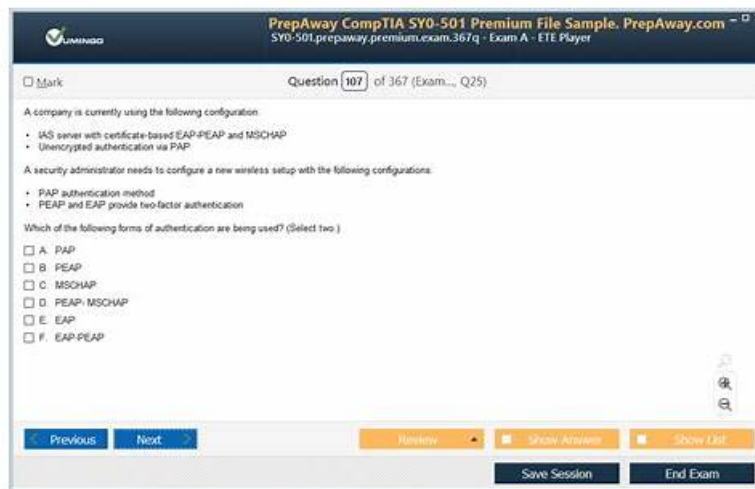 PrepAway CompTIA SY0-501 Premium File Sample. PrepAway.com
VUMINGO
SY0-501.prepaway.premium.exam.367q - Exam A - ETE Player
Mark
Question 107 of 367 (Exam..., Q25)
A company is currently using the following configuration:
• IAS server with certificate-based EAP-PEAP and MSCHAP
• Unencrypted authentication via PAP
A security administrator needs to configure a new wireless setup with the following configurations:
• PAP authentication method
• PEAP and EAP provide two-factor authentication
Which of the following forms of authentication are being used? (Select two.)
A. PAP
B. PEAP
C. MSCHAP
D. PEAP- MSCHAP
E. EAP
F. EAP-PEAP
Previous
Next
Review
Show Answer
Show List
Save Session
End Exam